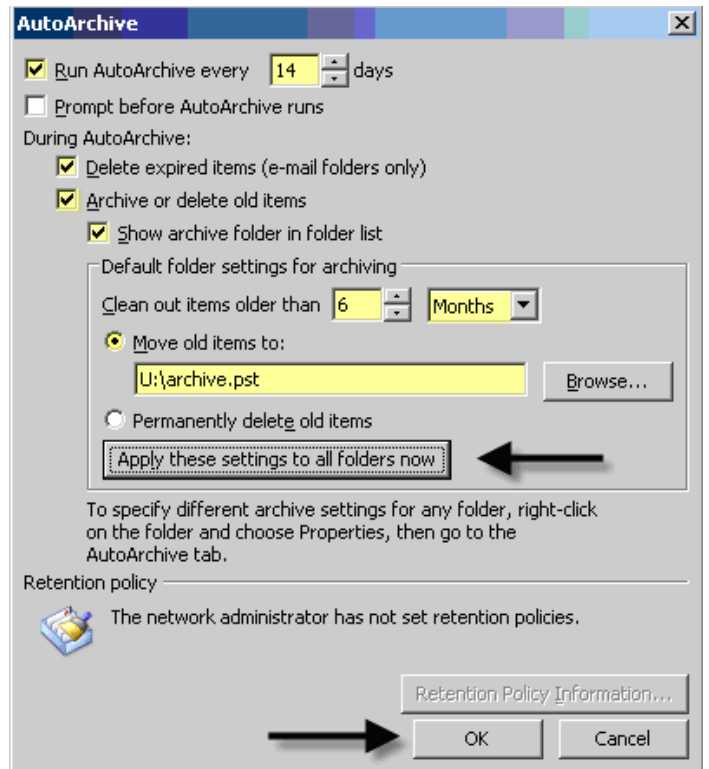 AutoArchive
Run AutoArchive every 14 days
Prompt before AutoArchive runs
During AutoArchive:
Delete expired items (e-mail folders only)
Archive or delete old items
Show archive folder in folder list
Default folder settings for archiving
Clean out items older than 6 Months
Move old items to:
U:\archive.pst Browse...
Permanently delete old items
Apply these settings to all folders now
To specify different archive settings for any folder, right-click
on the folder and choose Properties, then go to the
AutoArchive tab.
Retention policy
The network administrator has not set retention policies.
Retention Policy Information...
OK Cancel